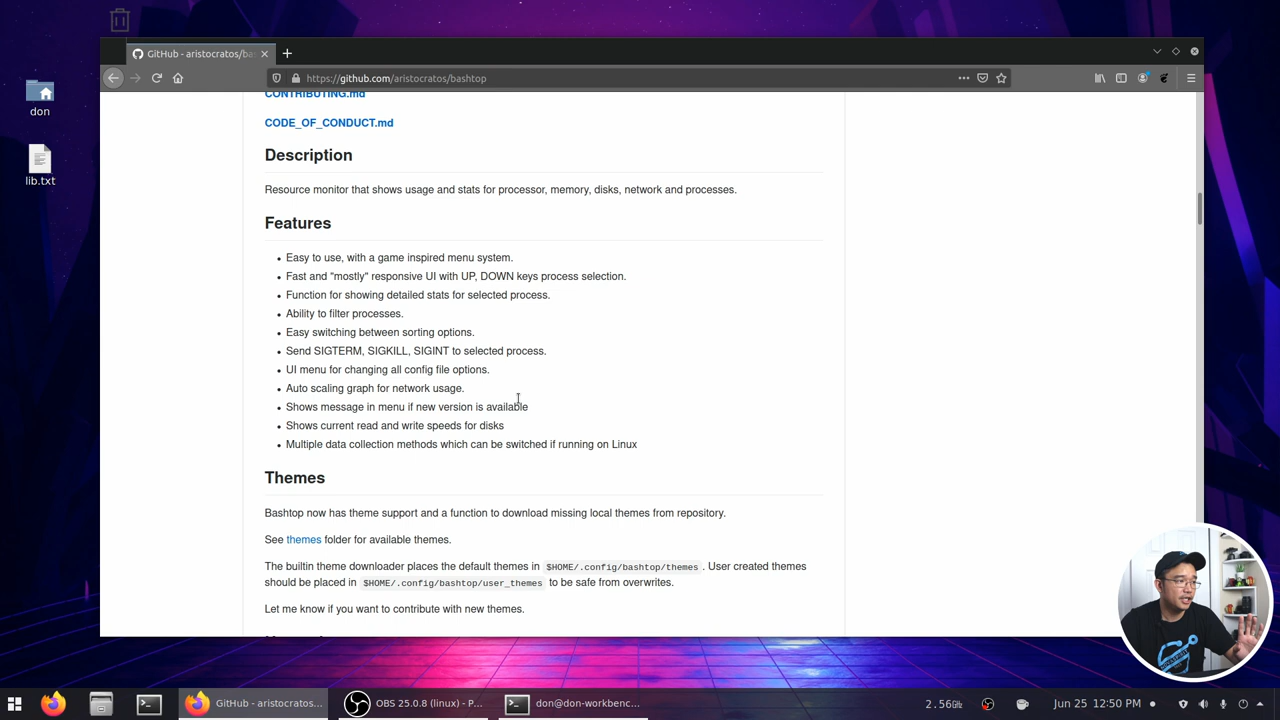 GitHub - aristocratos/ba
https://github.com/aristocratos/bashtop
don
lib.txt
CONTRIBUTING.md
CODE_OF_CONDUCT.md
Description
Resource monitor that shows usage and stats for processor, memory, disks, network and processes.
Features
Easy to use, with a game inspired menu system.
Fast and "mostly" responsive UI with UP, DOWN keys process selection.
Function for showing detailed stats for selected process.
Ability to filter processes.
Easy switching between sorting options.
Send SIGTERM, SIGKILL, SIGINT to selected process.
UI menu for changing all config file options.
Auto scaling graph for network usage.
Shows message in menu if new version is available
Shows current read and write speeds for disks
Multiple data collection methods which can be switched if running on Linux
Themes
Bashtop now has theme support and a function to download missing local themes from repository.
See themes folder for available themes.
The builtin theme downloader places the default themes in $HOME/.config/bashtop/themes . User created themes
should be placed in $HOME/.config/bashtop/user_themes to be safe from overwrites.
Let me know if you want to contribute with new themes.
GitHub - aristocratos...
OBS 25.0.8 (linux) - P...
don@don-workbenc...
2.56GHz
Jun 25 12:50 PM